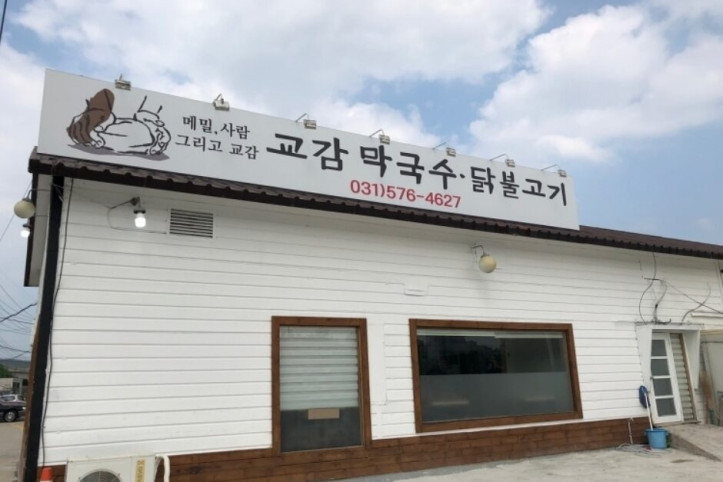 메밀.사람
그리고 교감
교감 막국수·닭불고기
031)576-4627